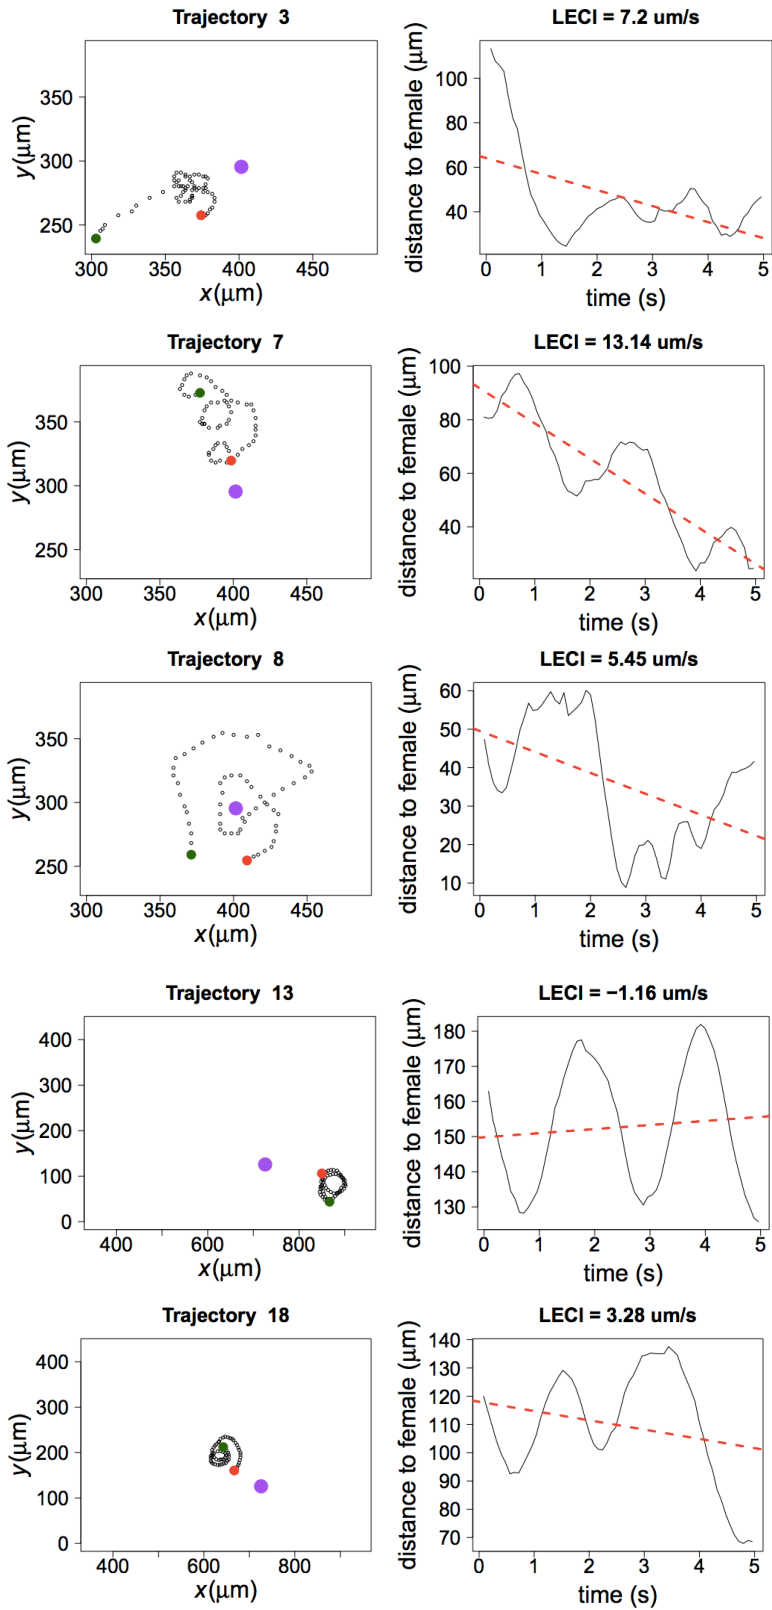 Trajectory 3
LECI = 7.2 um/s
y(μm)
350
300
250
300 350 400 450
x(μm)
distance to female (μm)
100
80
60
40
0 1 2 3 4 5
time (s)
Trajectory 7
LECI = 13.14 um/s
y(μm)
350
300
250
300 350 400 450
x(μm)
distance to female (μm)
100
80
60
40
0 1 2 3 4 5
time (s)
Trajectory 8
LECI = 5.45 um/s
y(μm)
350
300
250
300 350 400 450
x(μm)
distance to female (μm)
60
50
40
30
20
10
0 1 2 3 4 5
time (s)
Trajectory 13
LECI = −1.16 um/s
y(μm)
400
300
200
100
0
400 600 800
x(μm)
distance to female (μm)
180
170
160
150
140
130
0 1 2 3 4 5
time (s)
Trajectory 18
LECI = 3.28 um/s
y(μm)
400
300
200
100
0
400 600 800
x(μm)
distance to female (μm)
140
130
120
110
100
90
80
70
0 1 2 3 4 5
time (s)